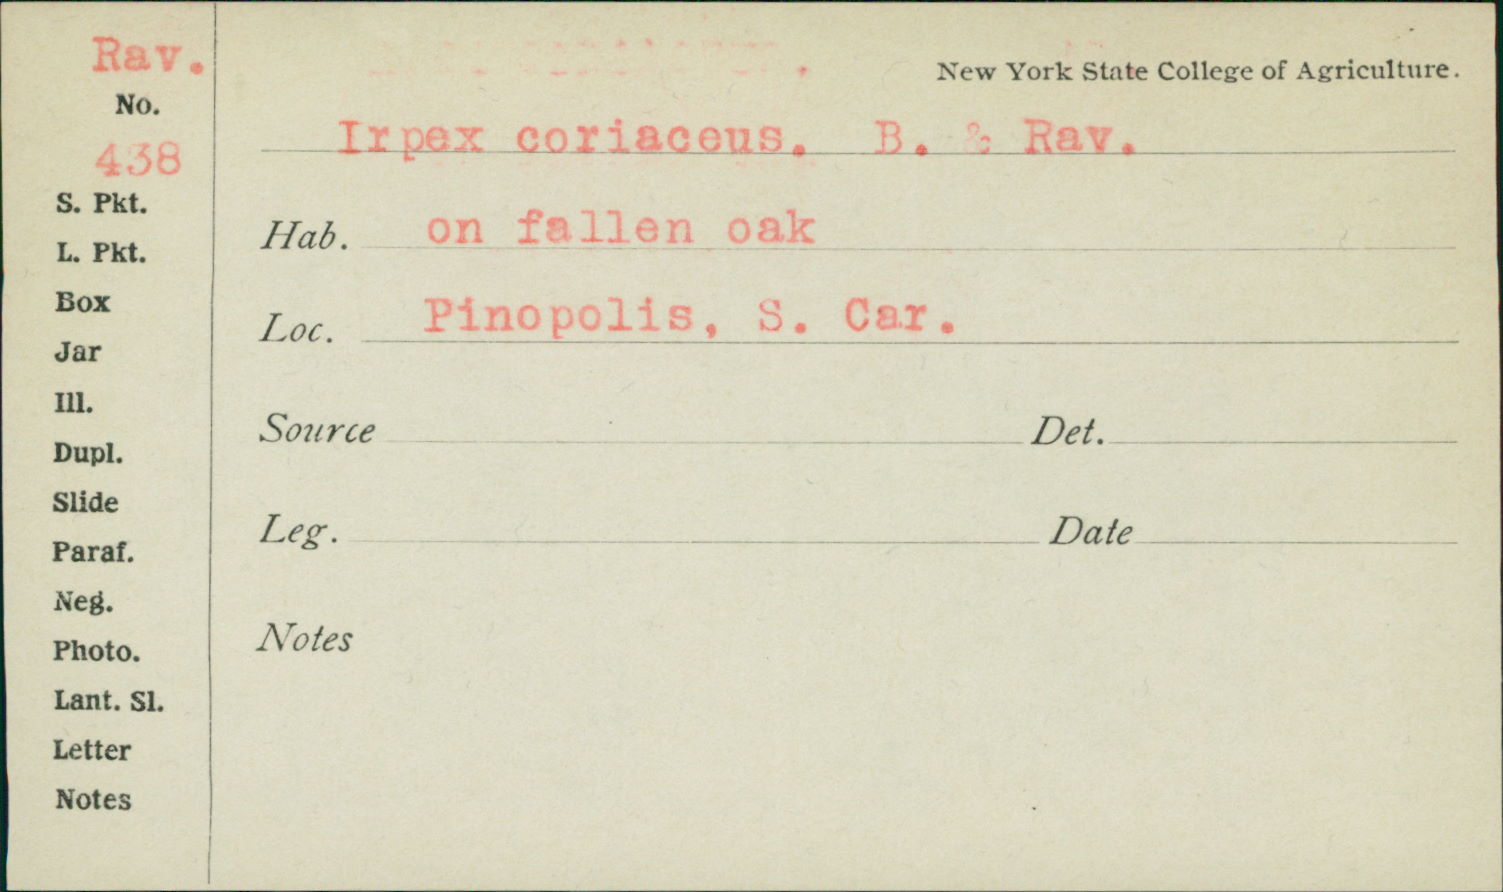 Rav.
No.
438
S. Pkt.
L. Pkt.
Box
Jar
Ill.
Dupl.
Slide
Paraf.
Neg.
Photo.
Lant. Sl.
Letter
Notes
New York State College of Agriculture.
Irpex coriaceus. B. & Rav.
Hab. on fallen oak
Loc. Pinopolis, S. Car.
Source Det.
Leg. Date
Notes